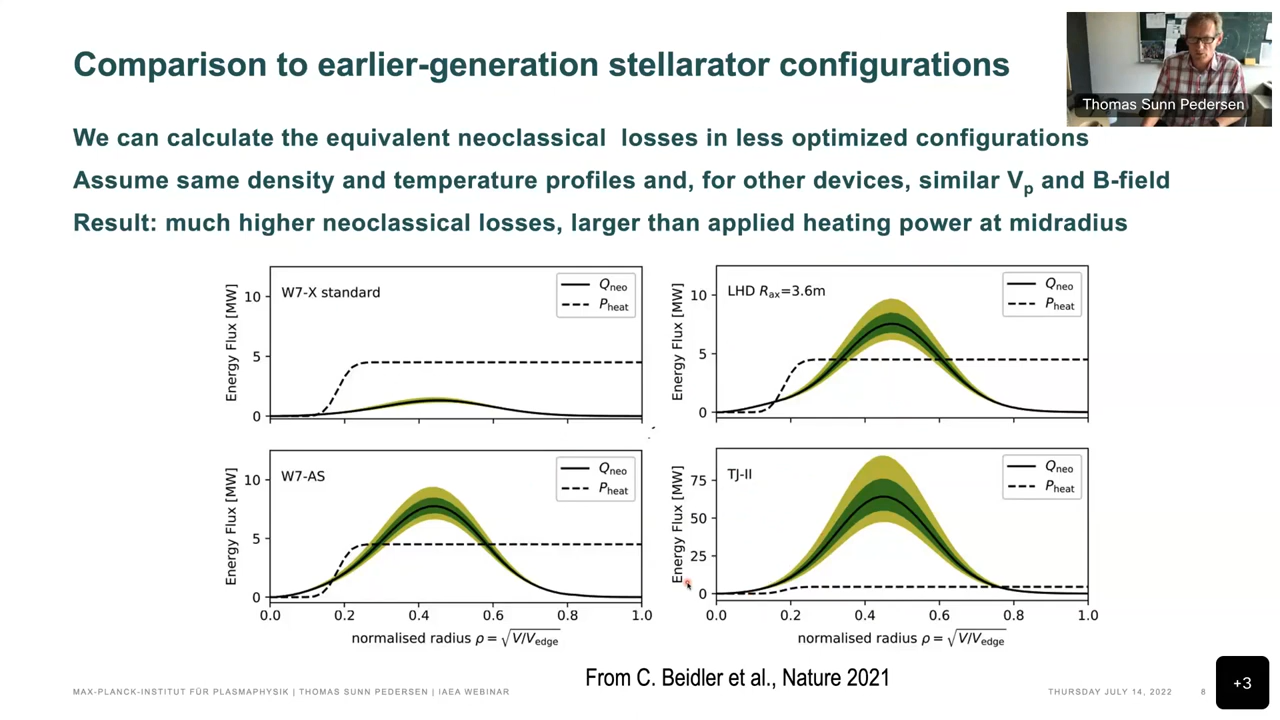 Comparison to earlier-generation stellarator configurations
Thomas Sunn Pedersen
We can calculate the equivalent neoclassical losses in less optimized configurations
Assume same density and temperature profiles and, for other devices, similar Vp and B-field
Result: much higher neoclassical losses, larger than applied heating power at midradius
W7-X standard
Qneo
Pheat
Energy Flux [MW]
10
5
0
LHD Rax=3.6m
Qneo
Pheat
Energy Flux [MW]
10
5
0
W7-AS
Qneo
Pheat
Energy Flux [MW]
10
5
0
0.0 0.2 0.4 0.6 0.8 1.0
normalised radius ρ = √V/Vedge
TJ-II
Qneo
Pheat
Energy Flux [MW]
75
50
25
0
0.0 0.2 0.4 0.6 0.8 1.0
normalised radius ρ = √V/Vedge
From C. Beidler et al., Nature 2021
MAX-PLANCK-INSTITUT FÜR PLASMAPHYSIK | THOMAS SUNN PEDERSEN | IAEA WEBINAR
THURSDAY JULY 14, 2022 8
+3